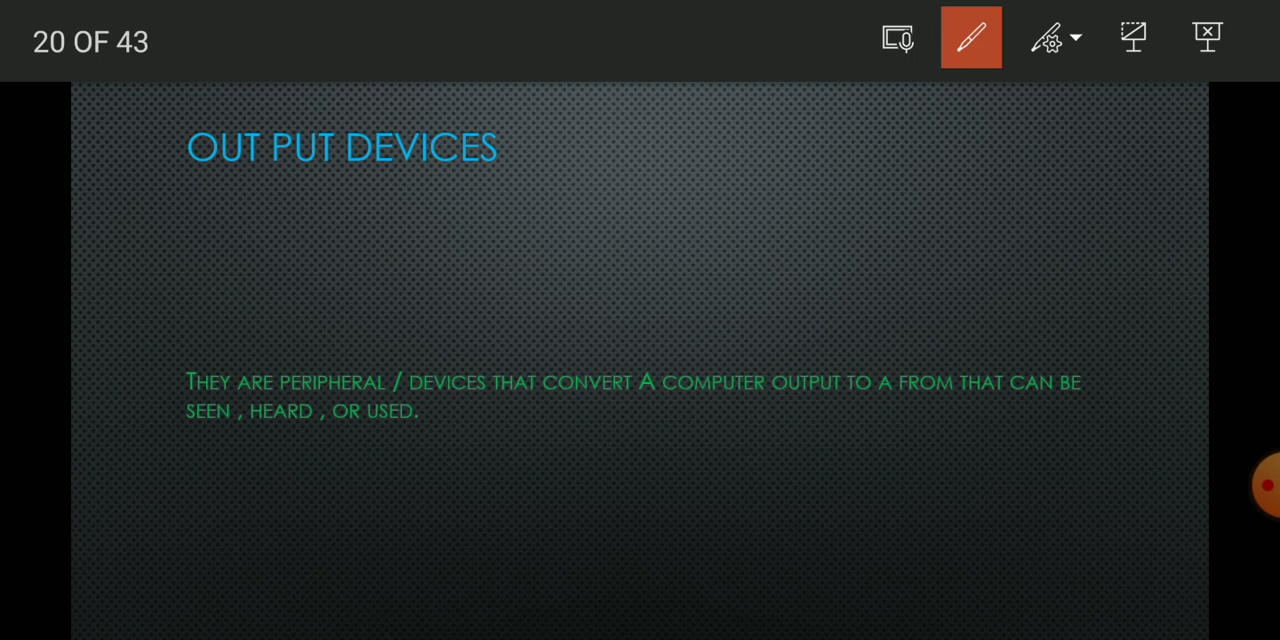 20 OF 43
OUT PUT DEVICES
They are peripheral / devices that convert A computer output to a from that can be
seen , heard , or used.